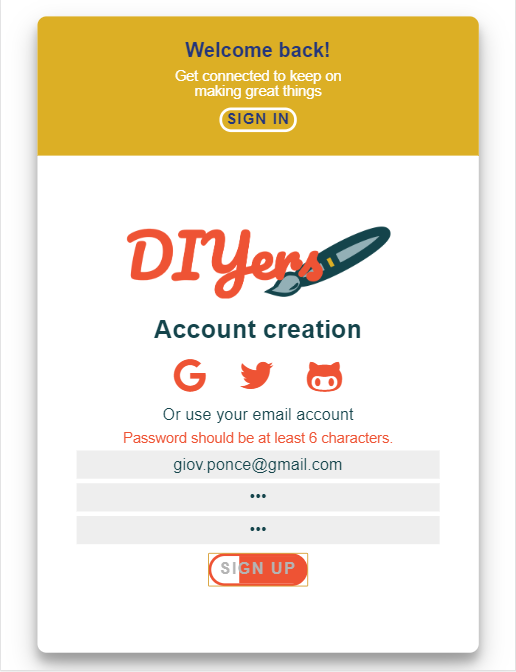 Welcome back!
Get connected to keep on
making great things
SIGN IN
DIYers
Account creation
Or use your email account
Password should be at least 6 characters.
giov.ponce@gmail.com
•••
•••
SIGN UP